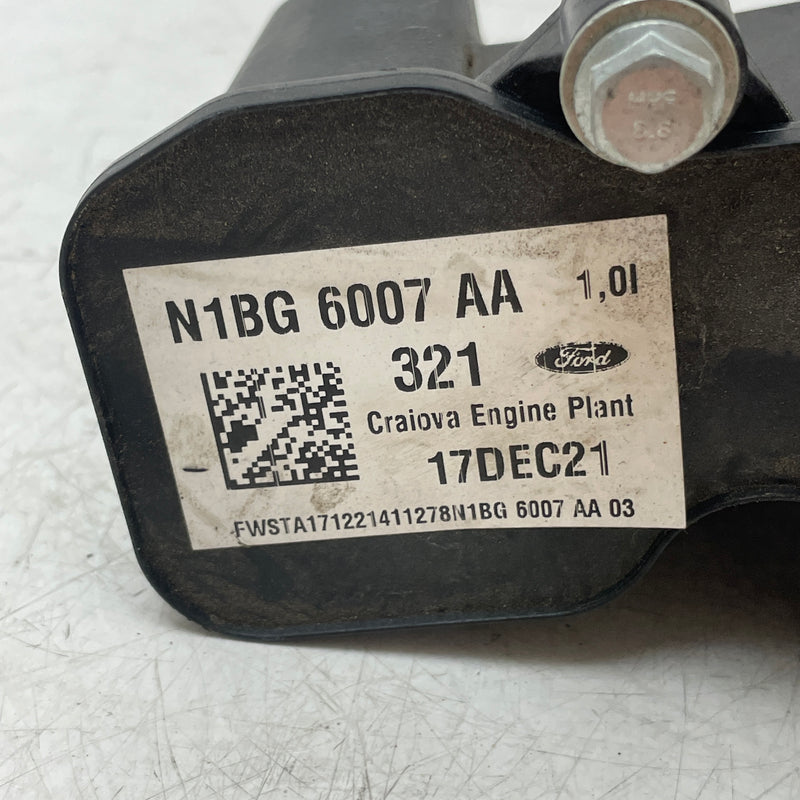 N1BG 6007 AA 1,0l
321 Ford
Craiova Engine Plant
17DEC21
FWSTA171221411278N1BG 6007 AA 03